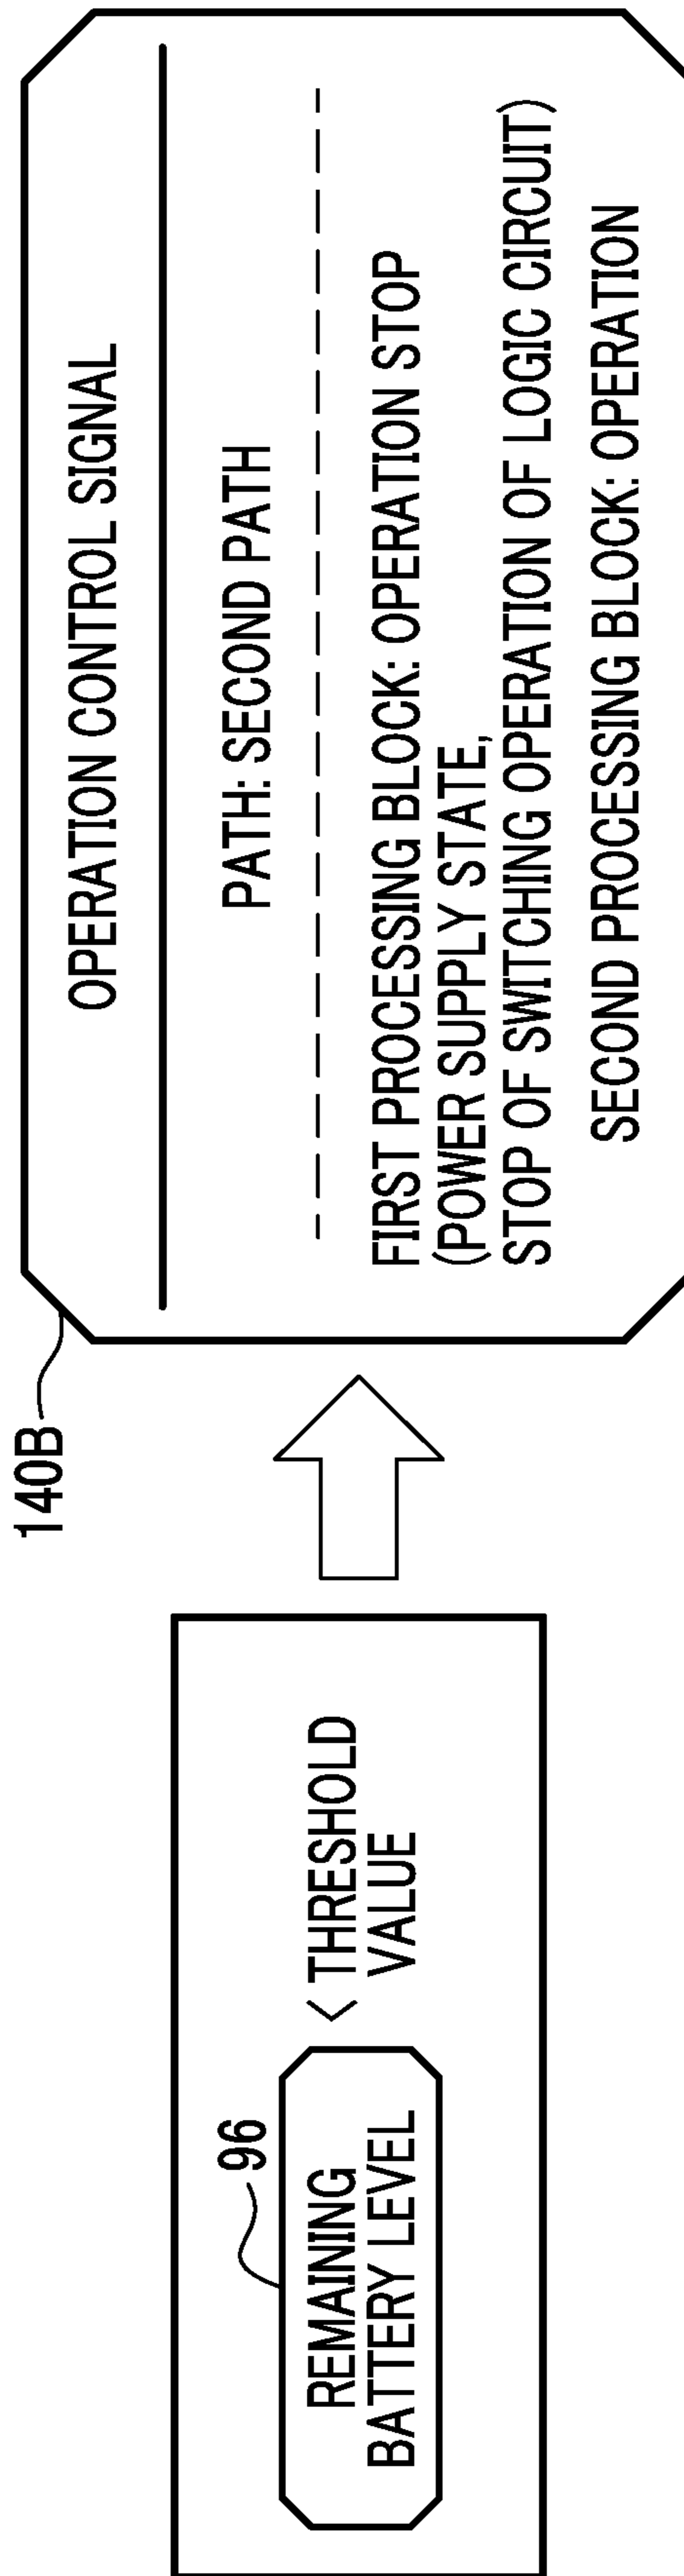 96
REMAINING
BATTERY LEVEL
< THRESHOLD
VALUE
140B
OPERATION CONTROL SIGNAL
PATH: SECOND PATH
FIRST PROCESSING BLOCK: OPERATION STOP
(POWER SUPPLY STATE,
STOP OF SWITCHING OPERATION OF LOGIC CIRCUIT)
SECOND PROCESSING BLOCK: OPERATION